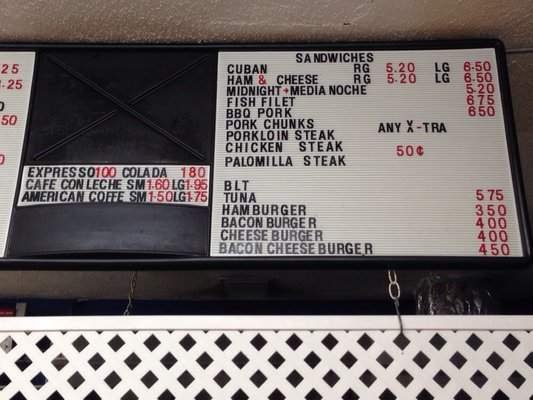 25
.25
50
EXPRESSO 100 COLADA 180
CAFE CON LECHE SM 1.60 LG 1.95
AMERICAN COFFE SM 1.50 LG 1.75
SANDWICHES
CUBAN RG 5.20 LG 6.50
HAM & CHEESE RG 5.20 LG 6.50
MIDNIGHT + MEDIA NOCHE 5.20
FISH FILET 6 75
BBQ PORK 6 50
PORK CHUNKS ANY X-TRA
PORKLOIN STEAK
CHICKEN STEAK 50¢
PALOMILLA STEAK
BLT
TUNA 5 75
HAMBURGER 3 50
BACON BURGER 4 00
CHEESE BURGER 4 00
BACON CHEESE BURGER 4 50